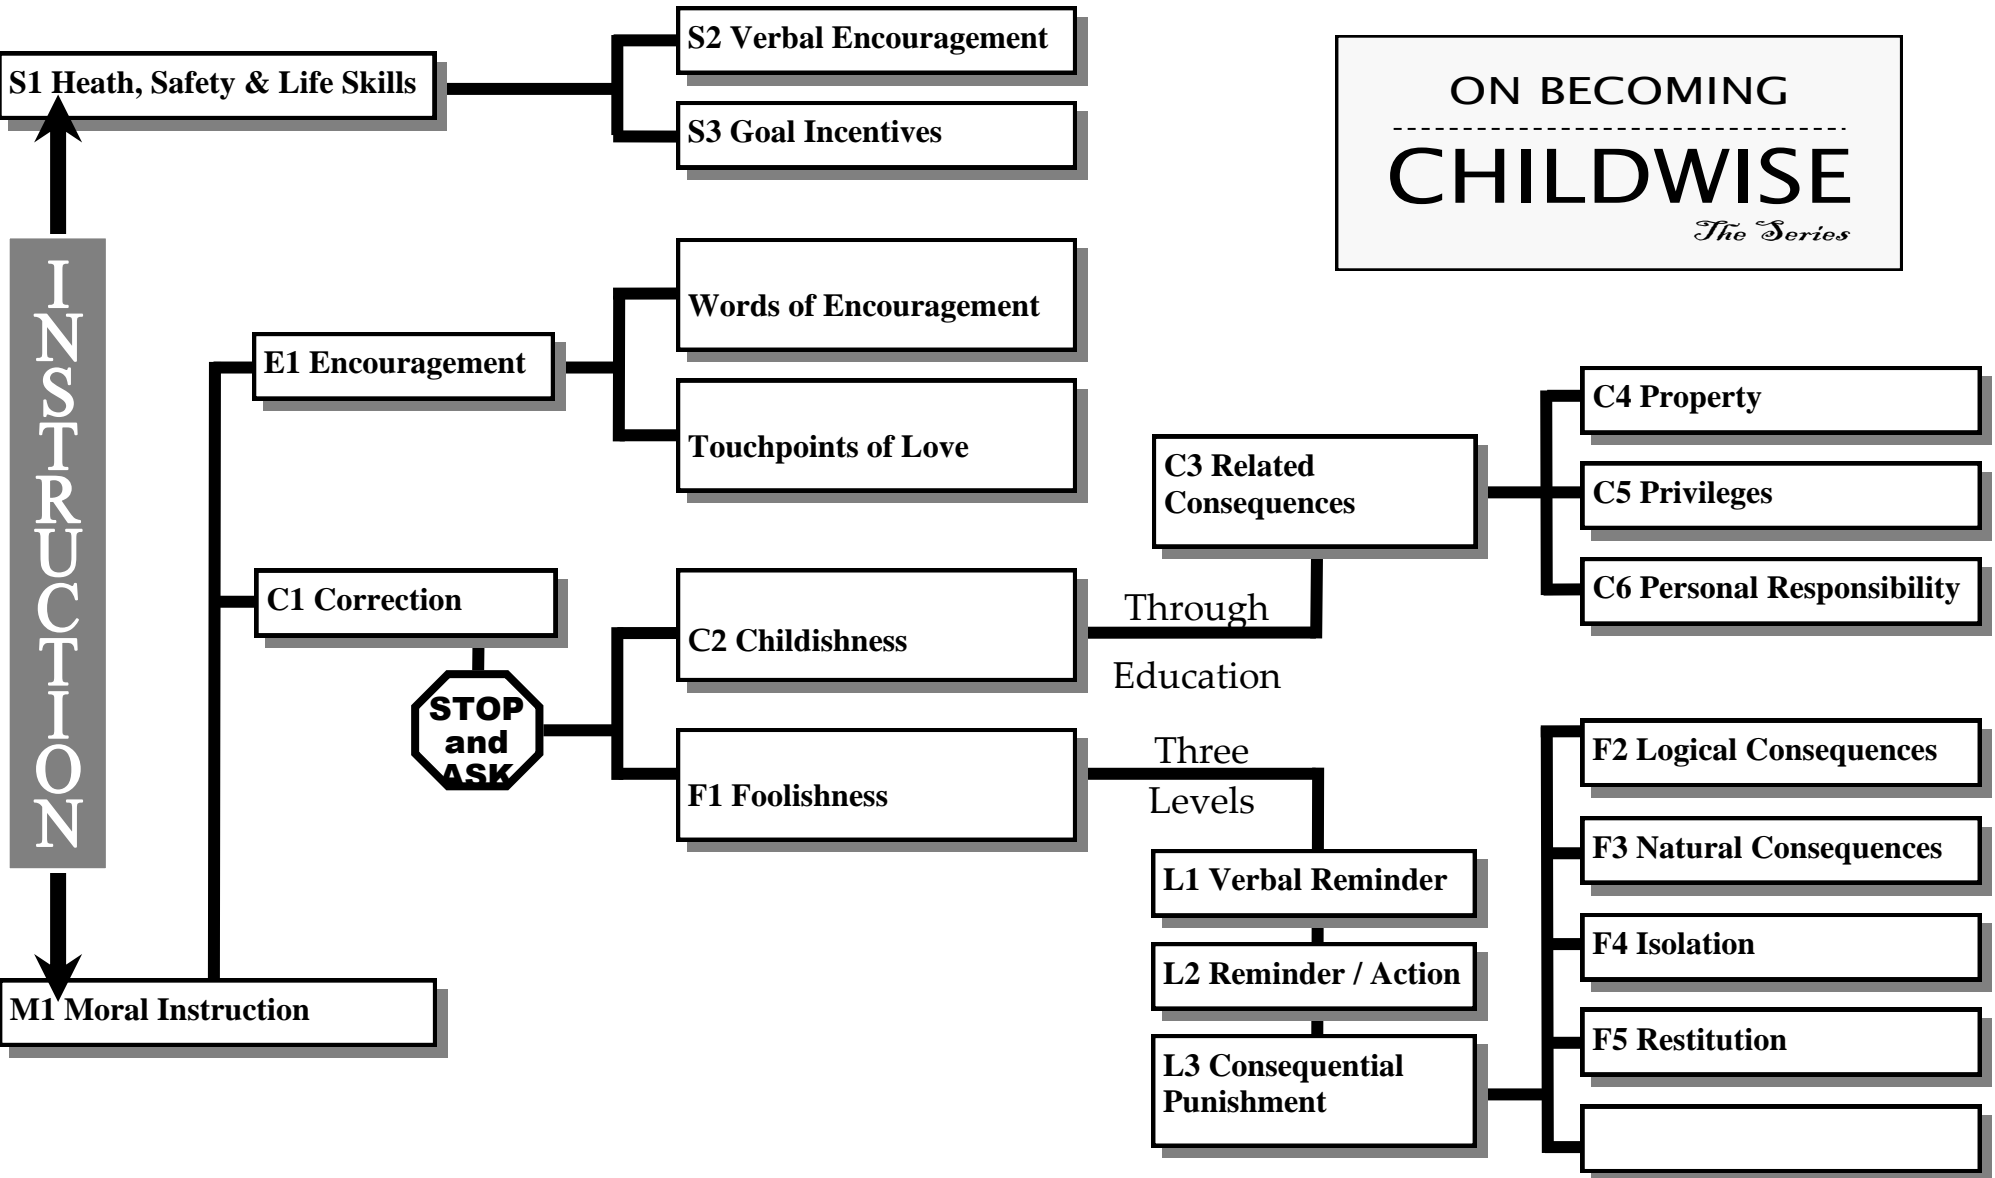 S1 Heath, Safety & Life Skills
S2 Verbal Encouragement
S3 Goal Incentives
ON BECOMING
CHILDWISE
The Series
INSTRUCTION
E1 Encouragement
Words of Encouragement
Touchpoints of Love
C1 Correction
STOP
and
ASK
C2 Childishness
F1 Foolishness
Through
Education
C3 Related
Consequences
C4 Property
C5 Privileges
C6 Personal Responsibility
Three
Levels
L1 Verbal Reminder
L2 Reminder / Action
L3 Consequential
Punishment
F2 Logical Consequences
F3 Natural Consequences
F4 Isolation
F5 Restitution
M1 Moral Instruction